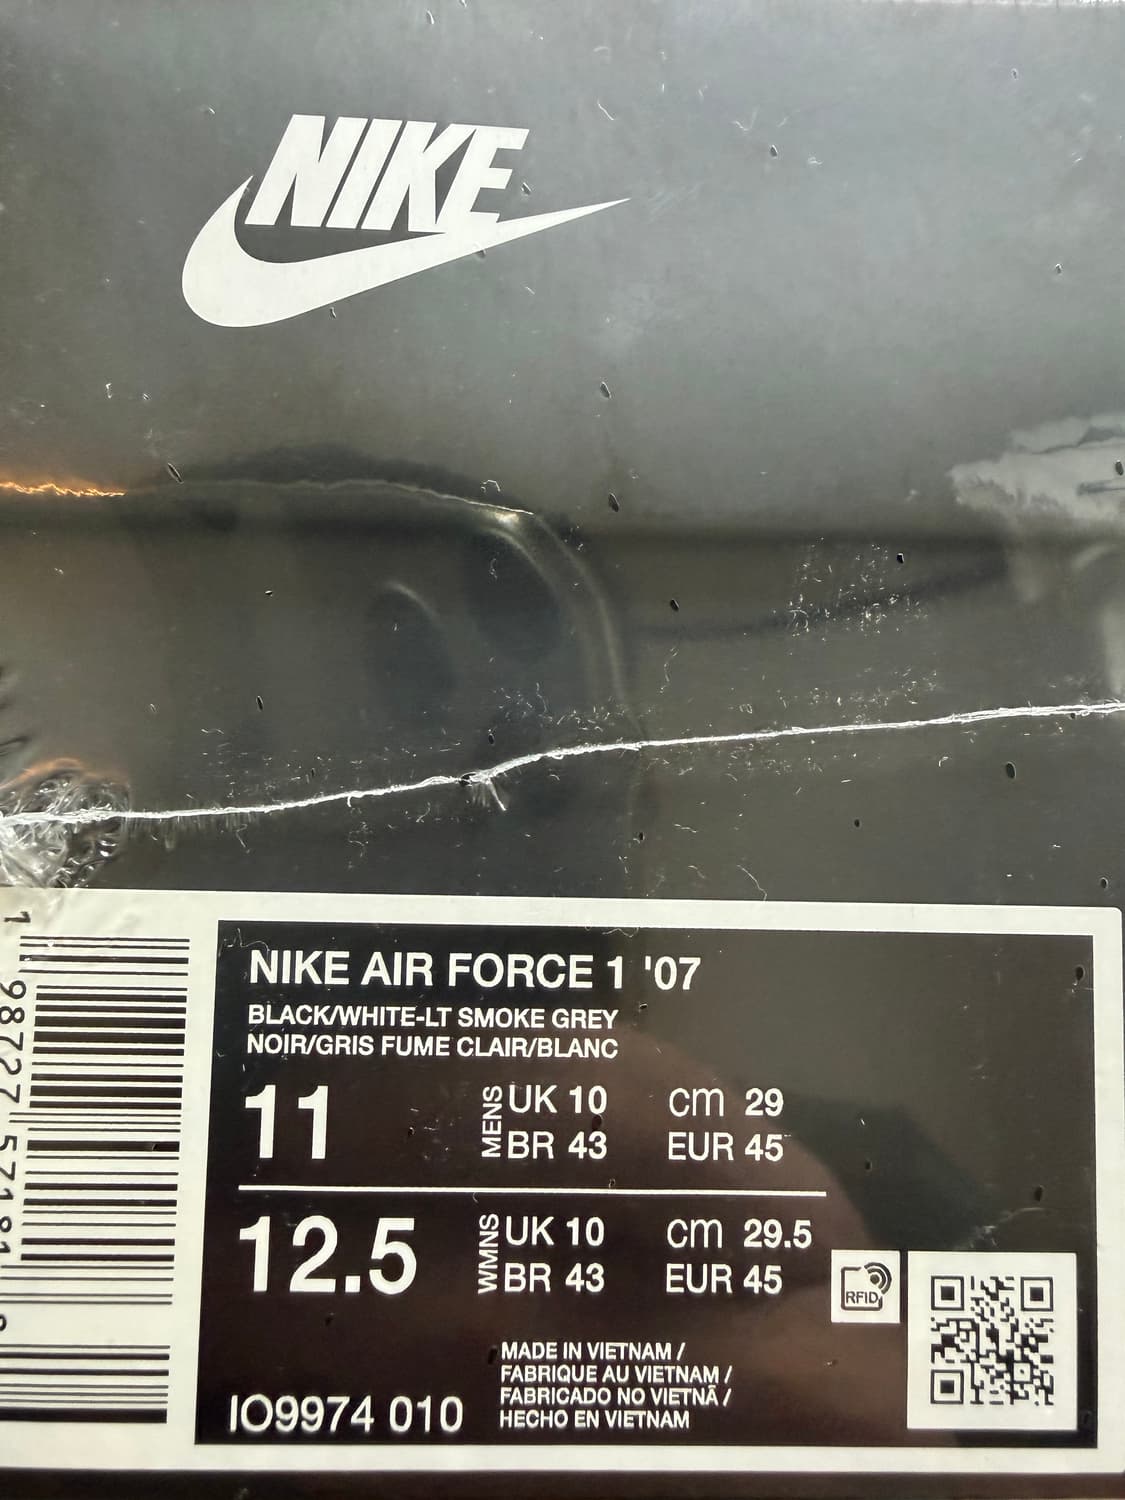 NIKE
NIKE AIR FORCE 1 '07
BLACK/WHITE-LT SMOKE GREY
NOIR/GRIS FUME CLAIR/BLANC
11 MENS UK 10 cm 29
BR 43 EUR 45
12.5 WMNS UK 10 cm 29.5
BR 43 EUR 45
RFID
MADE IN VIETNAM /
FABRIQUE AU VIETNAM /
FABRICADO NO VIETNÃ /
HECHO EN VIETNAM
IO9974 010
1 98727